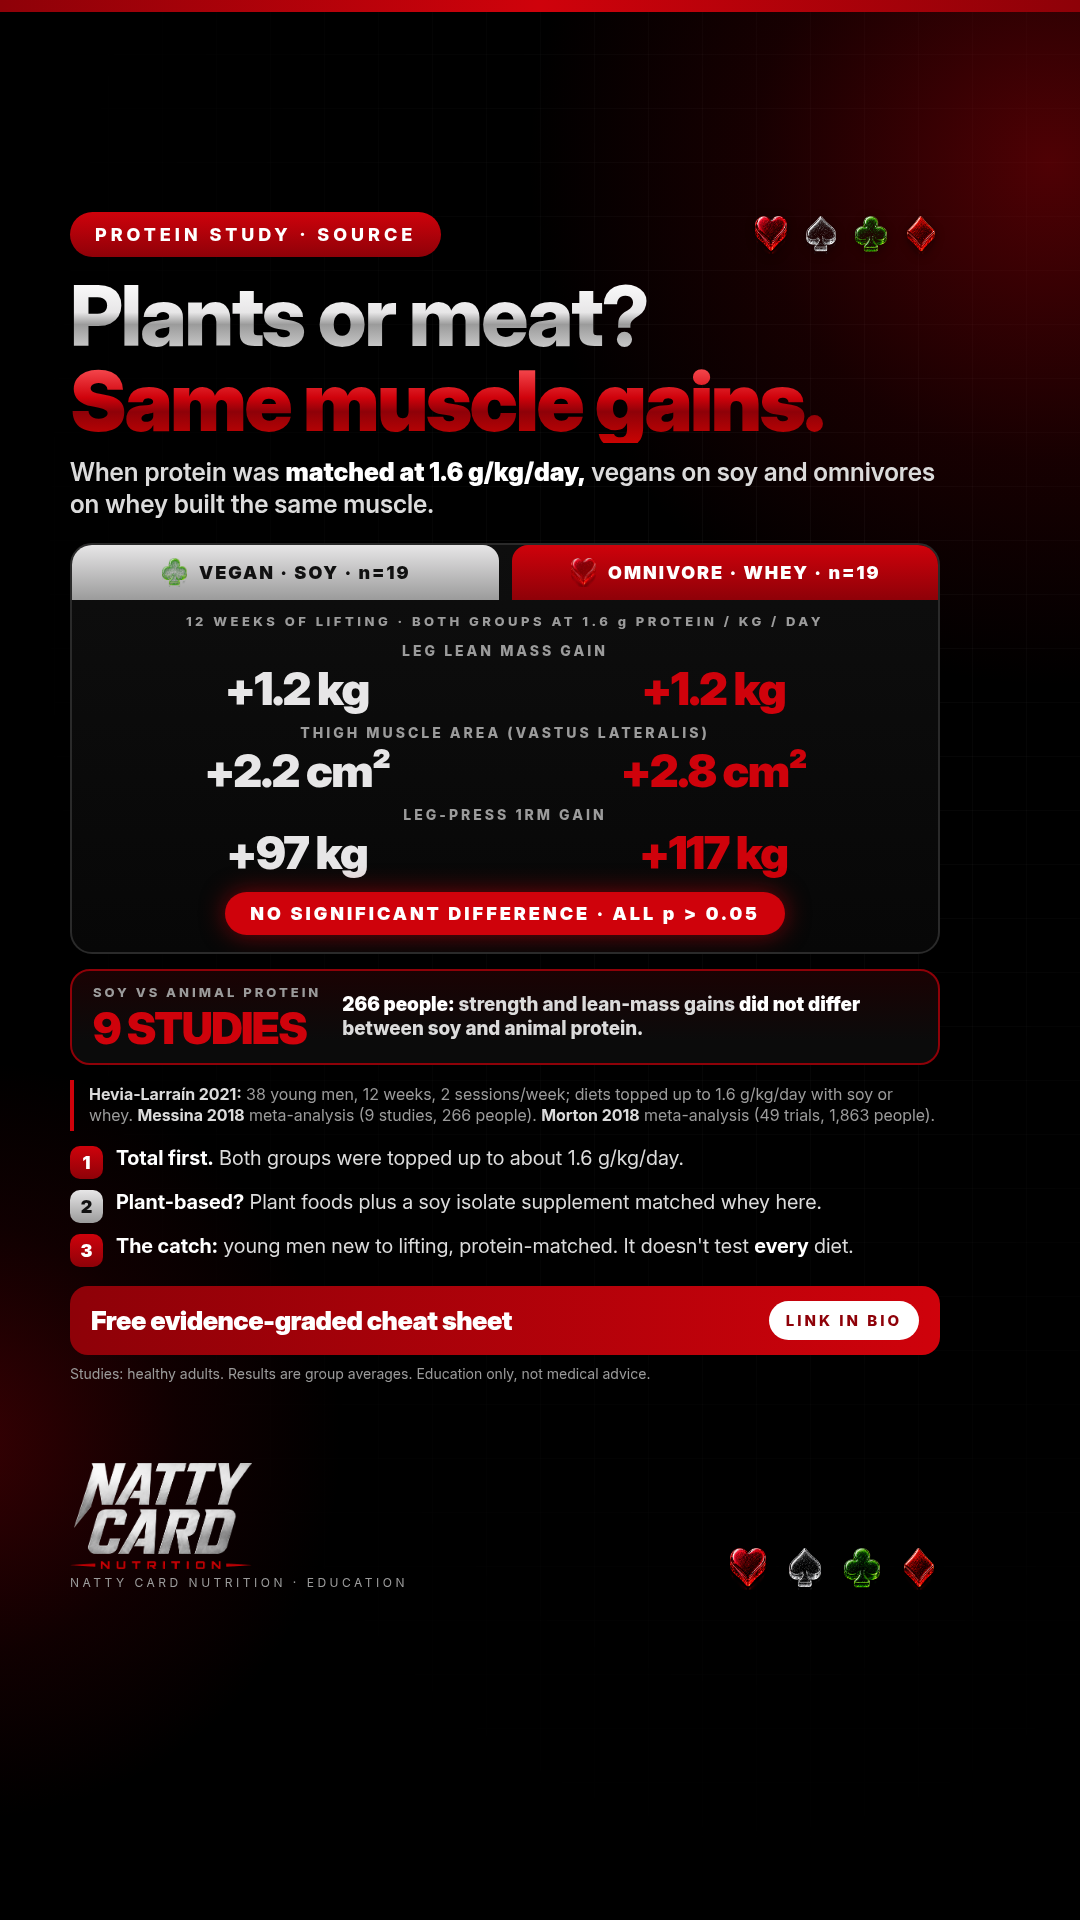 PROTEIN STUDY · SOURCE
Plants or meat?
Same muscle gains.
When protein was matched at 1.6 g/kg/day, vegans on soy and omnivores
on whey built the same muscle.
VEGAN · SOY · n=19
OMNIVORE · WHEY · n=19
12 WEEKS OF LIFTING · BOTH GROUPS AT 1.6 g PROTEIN / KG / DAY
LEG LEAN MASS GAIN
+1.2 kg +1.2 kg
THIGH MUSCLE AREA (VASTUS LATERALIS)
+2.2 cm² +2.8 cm²
LEG-PRESS 1RM GAIN
+97 kg +117 kg
NO SIGNIFICANT DIFFERENCE · ALL p > 0.05
SOY VS ANIMAL PROTEIN
9 STUDIES
266 people: strength and lean-mass gains did not differ
between soy and animal protein.
Hevia-Larraín 2021: 38 young men, 12 weeks, 2 sessions/week; diets topped up to 1.6 g/kg/day with soy or
whey. Messina 2018 meta-analysis (9 studies, 266 people). Morton 2018 meta-analysis (49 trials, 1,863 people).
1 Total first. Both groups were topped up to about 1.6 g/kg/day.
2 Plant-based? Plant foods plus a soy isolate supplement matched whey here.
3 The catch: young men new to lifting, protein-matched. It doesn't test every diet.
Free evidence-graded cheat sheet
LINK IN BIO
Studies: healthy adults. Results are group averages. Education only, not medical advice.
NATTY
CARD
NUTRITION
NATTY CARD NUTRITION · EDUCATION